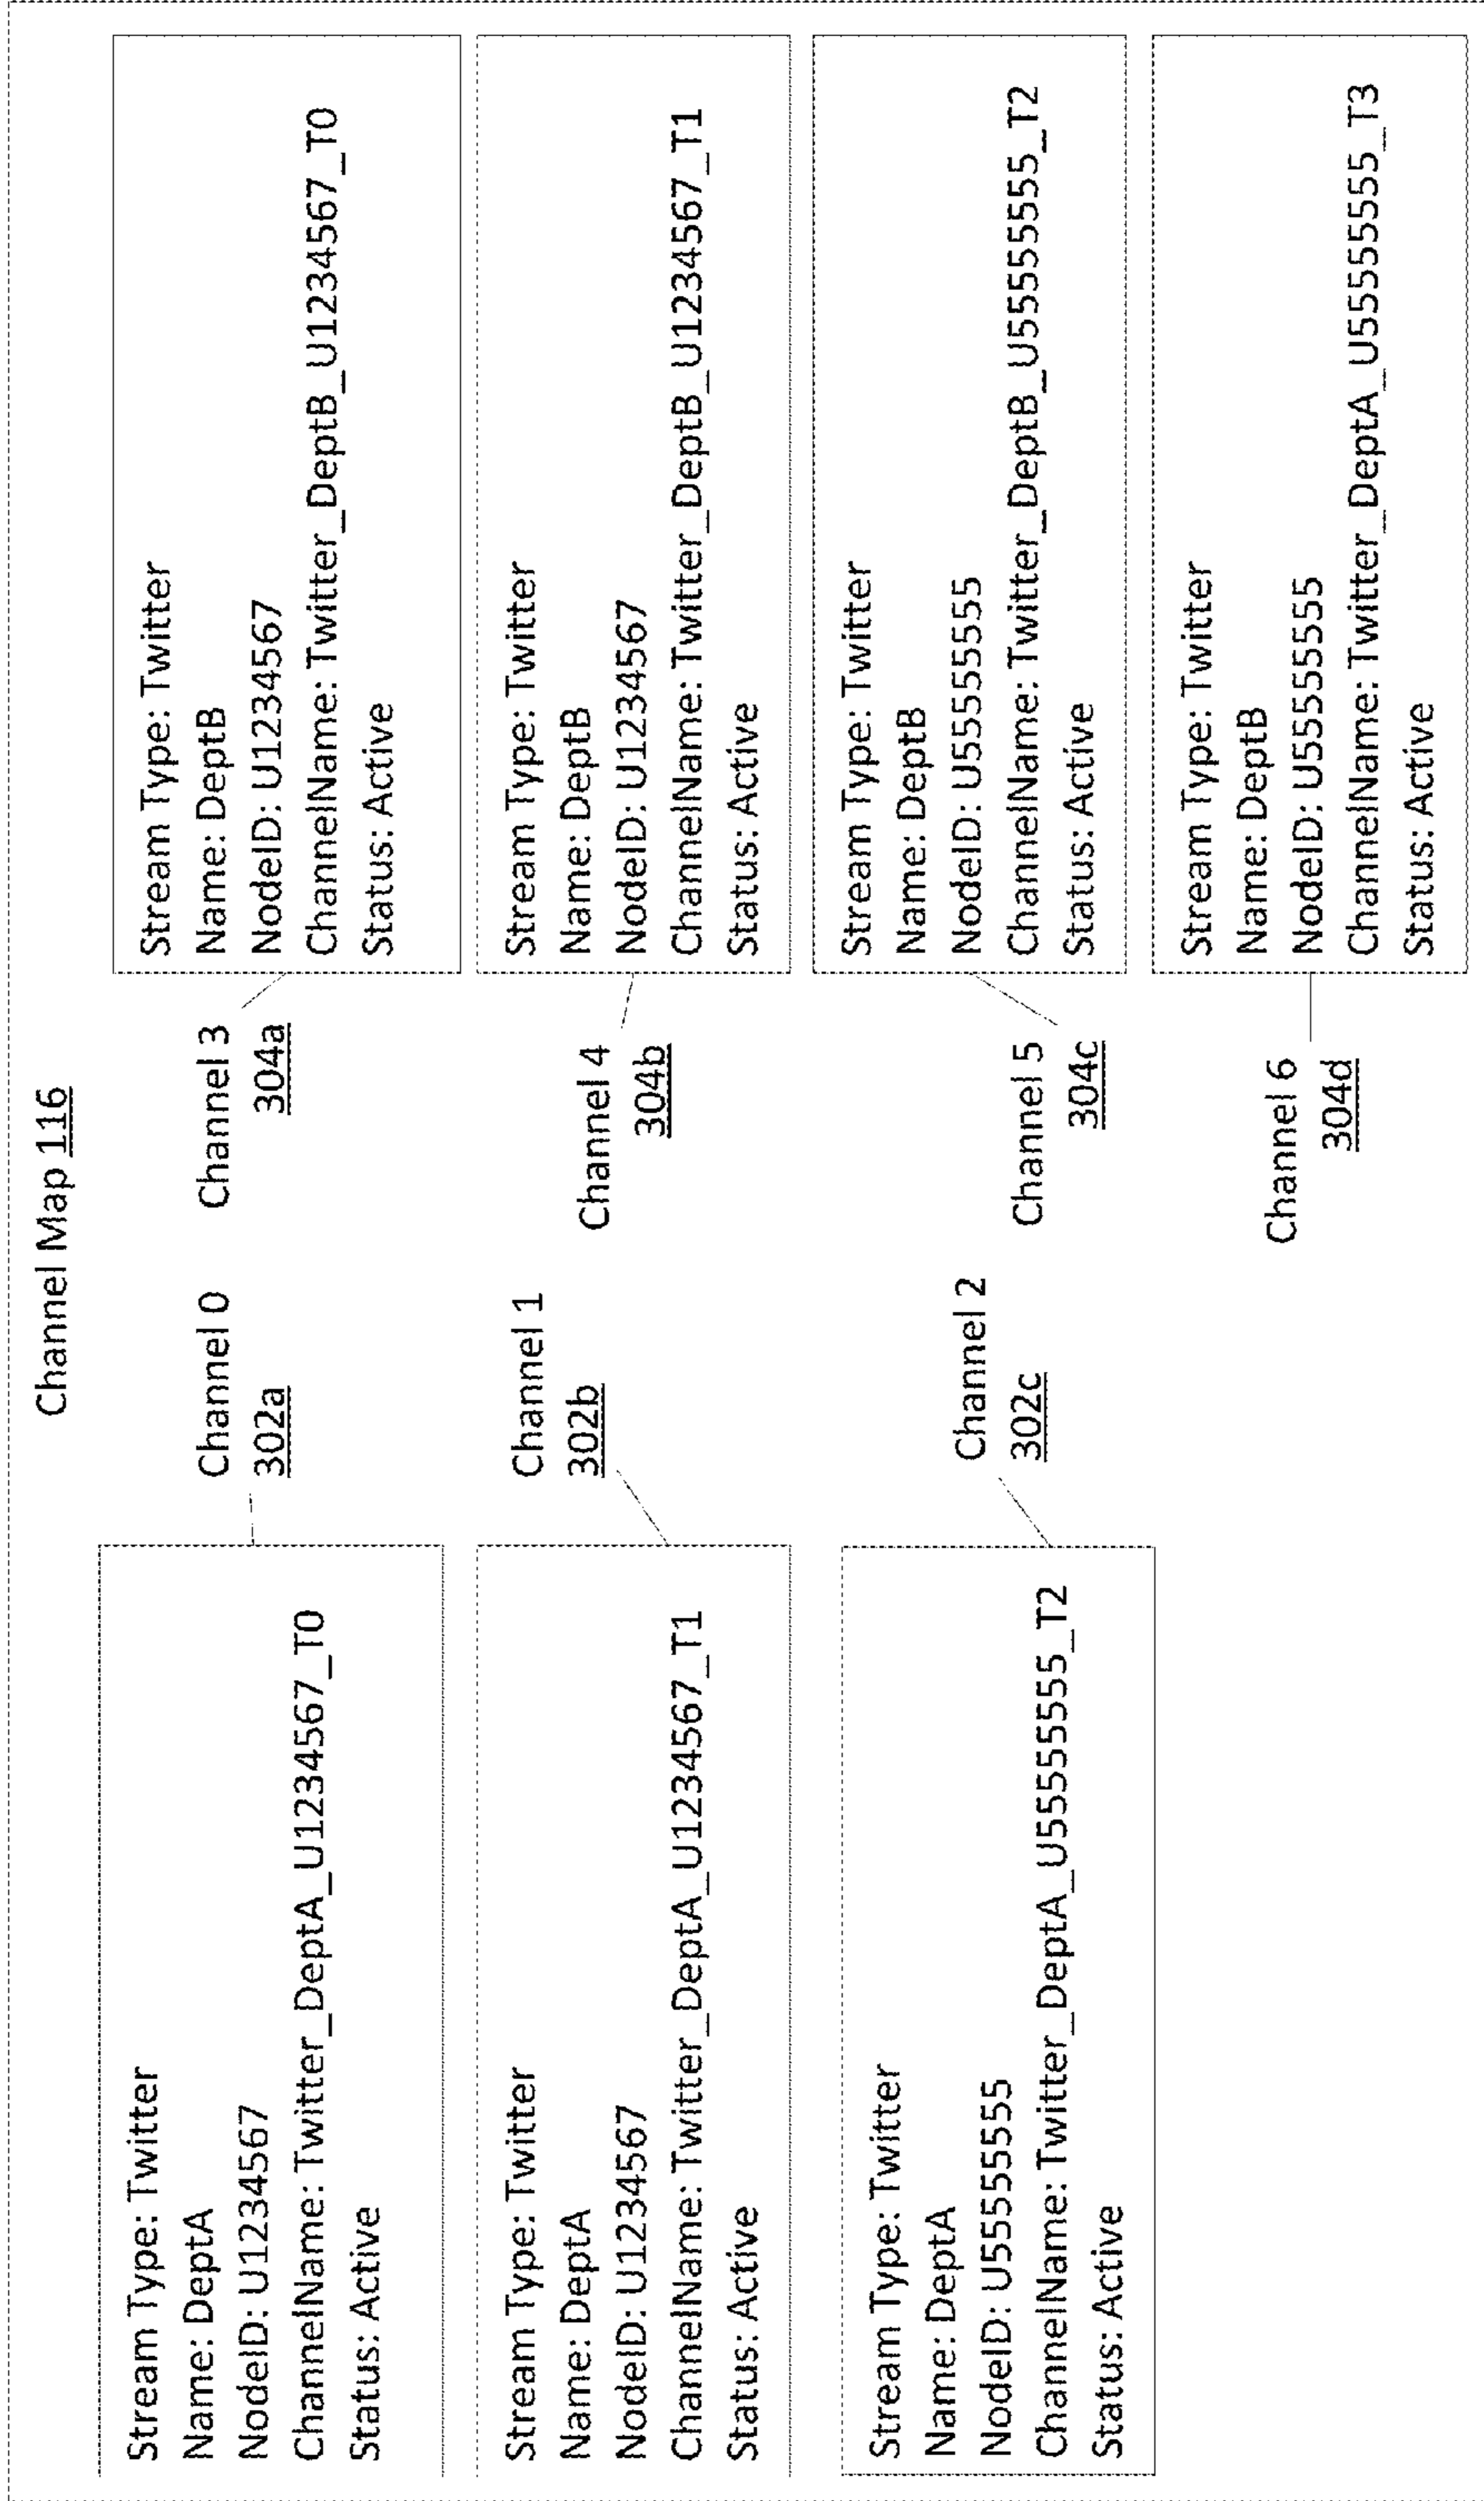 Channel Map 116
Stream Type: Twitter
Name: DeptA
NodeID: U1234567
ChannelName: Twitter_DeptA_U1234567_T0
Status: Active
Channel 0
302a
Stream Type: Twitter
Name: DeptA
NodeID: U1234567
ChannelName: Twitter_DeptA_U1234567_T1
Status: Active
Channel 1
302b
Stream Type: Twitter
Name: DeptA
NodeID: U55555555
ChannelName: Twitter_DeptA_U55555555_T2
Status: Active
Channel 2
302c
Channel 3
304a
Stream Type: Twitter
Name: DeptB
NodeID: U1234567
ChannelName: Twitter_DeptB_U1234567_T0
Status: Active
Channel 4
304b
Stream Type: Twitter
Name: DeptB
NodeID: U1234567
ChannelName: Twitter_DeptB_U1234567_T1
Status: Active
Channel 5
304c
Stream Type: Twitter
Name: DeptB
NodeID: U55555555
ChannelName: Twitter_DeptB_U55555555_T2
Status: Active
Channel 6
304d
Stream Type: Twitter
Name: DeptB
NodeID: U55555555
ChannelName: Twitter_DeptA_U55555555_T3
Status: Active